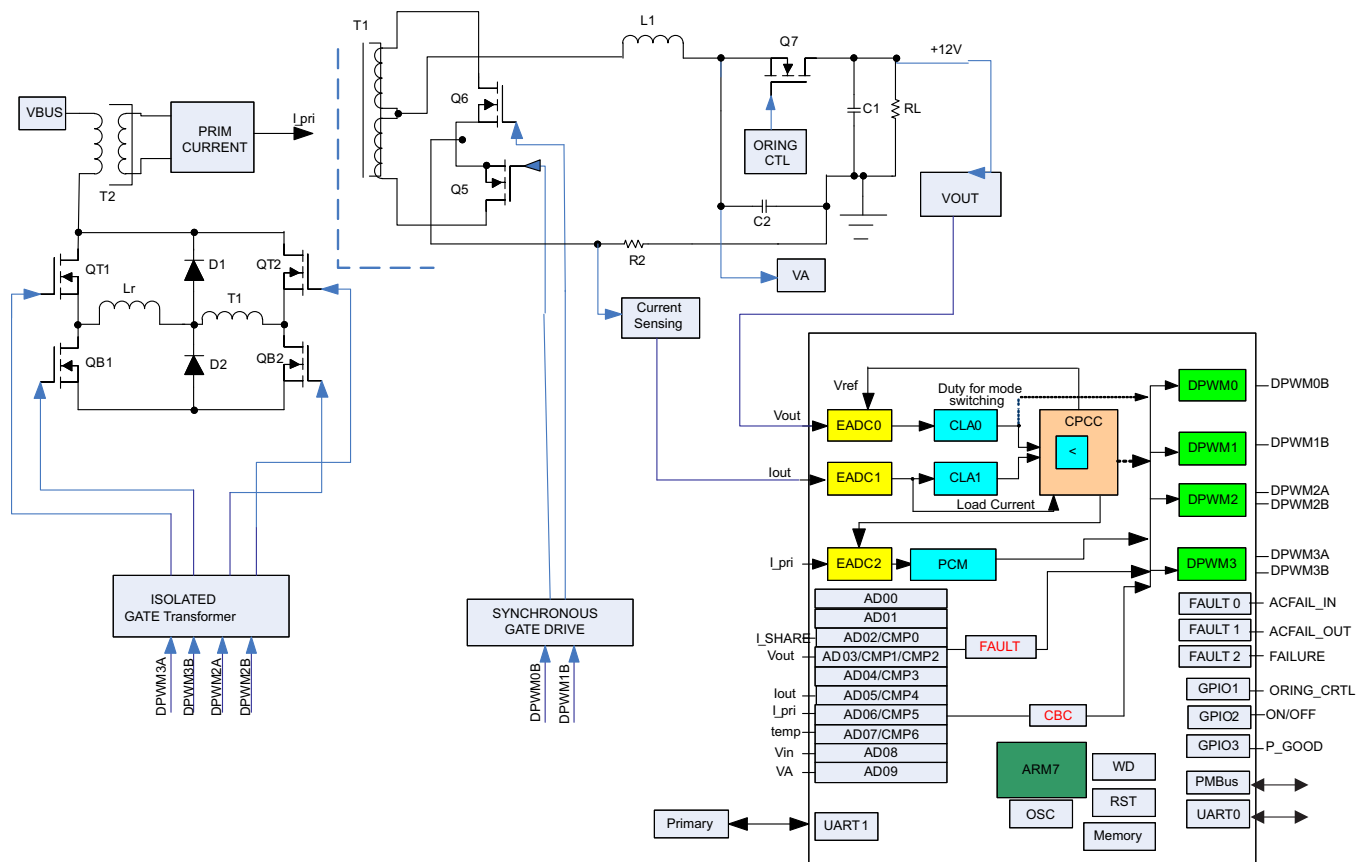 T1
L1
Q7
+12V
VBUS
PRIM
CURRENT
I_pri
T2
Q6
Q5
ORING
CTL
C1
RL
VOUT
C2
R2
VA
QT1
D1
QT2
Lr
T1
QB1
D2
QB2
Current
Sensing
ISOLATED
GATE Transformer
DPWM3A
DPWM3B
DPWM2A
DPWM2B
SYNCHRONOUS
GATE DRIVE
DPWM0B
DPWM1B
Vref
Duty for mode
switching
Vout
EADC0
CLA0
CPCC
<
Iout
EADC1
CLA1
Load Current
I_pri
EADC2
PCM
DPWM0
DPWM0B
DPWM1
DPWM1B
DPWM2
DPWM2A
DPWM2B
DPWM3
DPWM3A
DPWM3B
AD00
AD01
I_SHARE
AD02/CMP0
Vout
AD03/CMP1/CMP2
AD04/CMP3
Iout
AD05/CMP4
I_pri
AD06/CMP5
temp
AD07/CMP6
Vin
AD08
VA
AD09
FAULT
CBC
FAULT 0
ACFAIL_IN
FAULT 1
ACFAIL_OUT
FAULT 2
FAILURE
GPIO1
ORING_CRTL
GPIO2
ON/OFF
GPIO3
P_GOOD
ARM7
WD
OSC
RST
Memory
PMBus
UART0
Primary
UART1